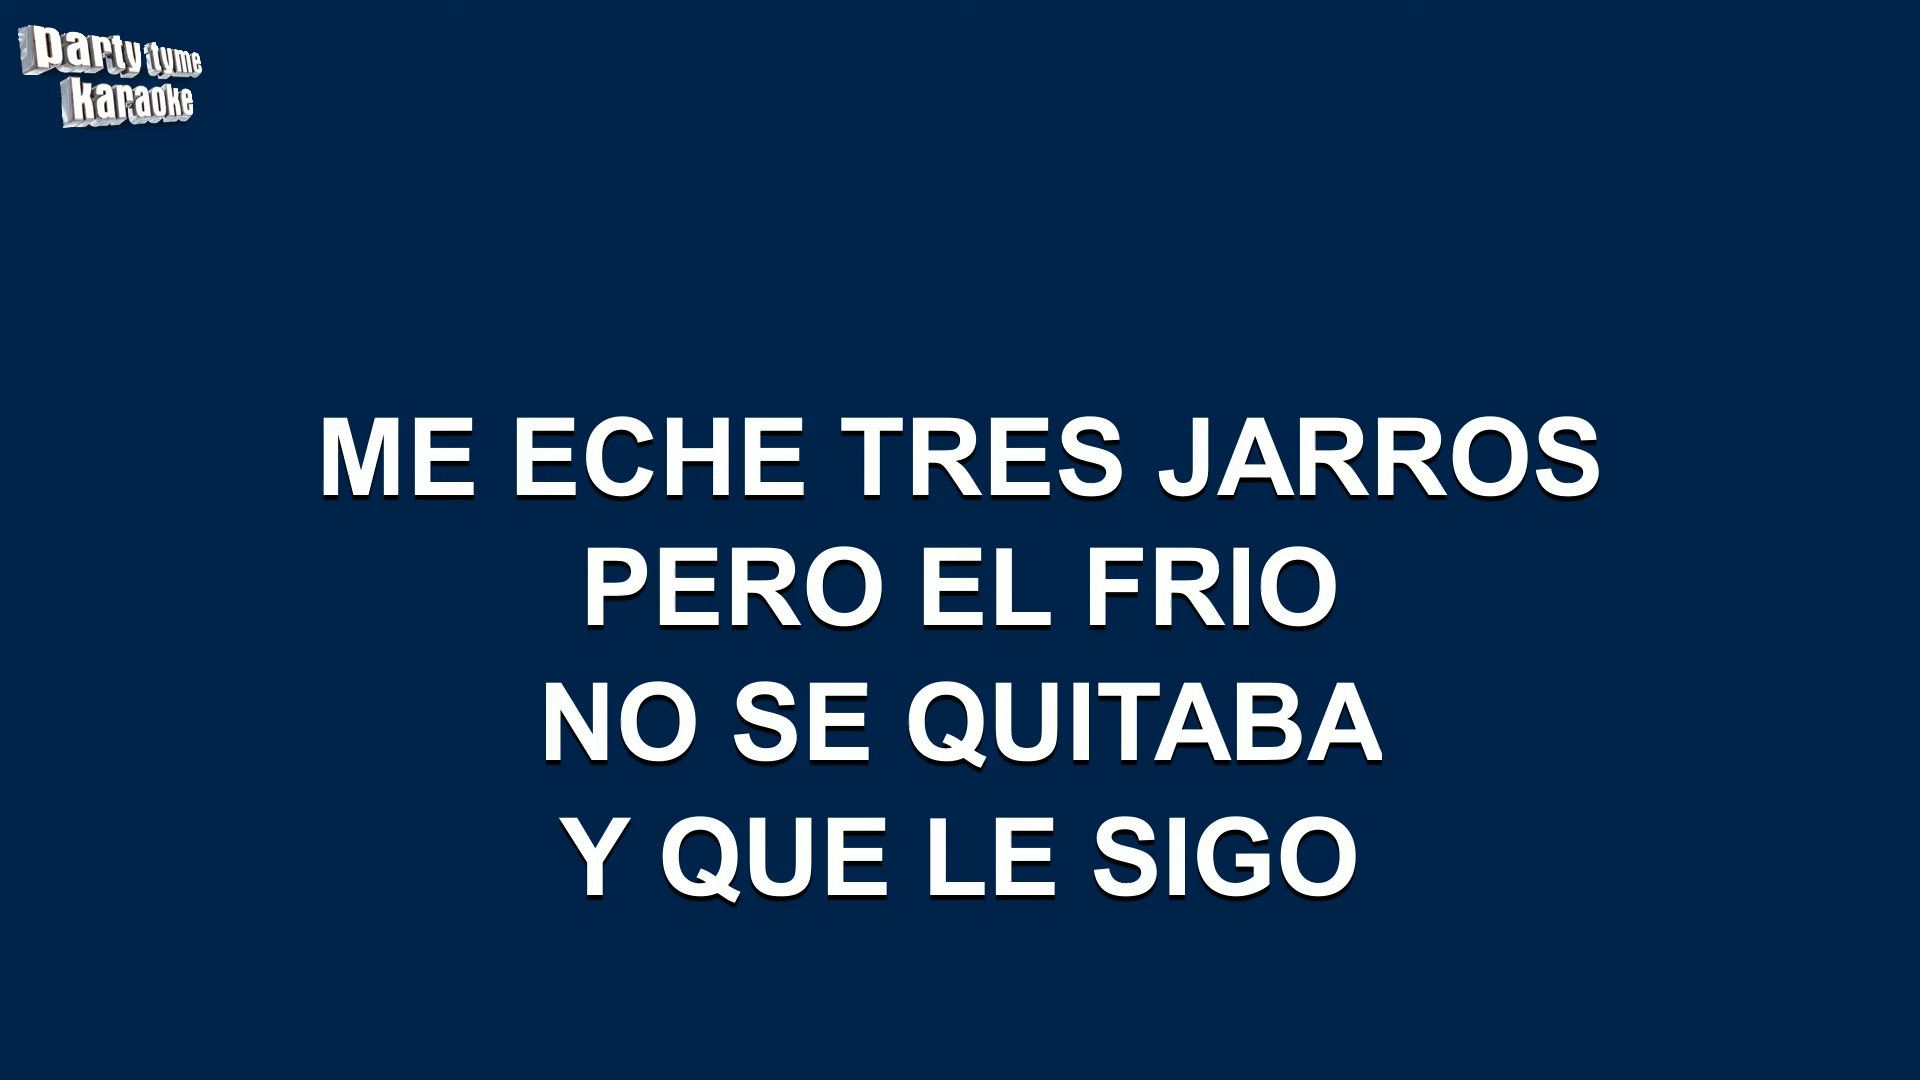 party tyme
karaoke
ME ECHE TRES JARROS
PERO EL FRIO
NO SE QUITABA
Y QUE LE SIGO